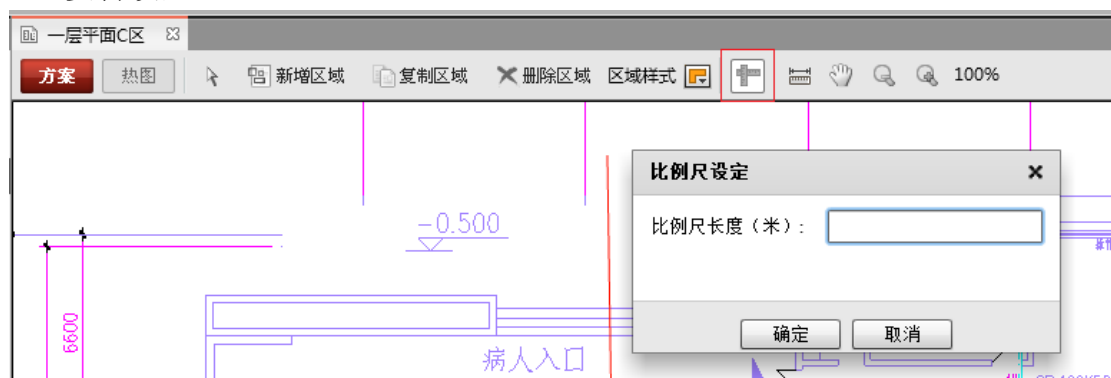 一层平面C区
方案 热图 新增区域 复制区域 删除区域 区域样式 100%
比例尺设定
比例尺长度（米）:
-0.500
6600
确定 取消
病人入口